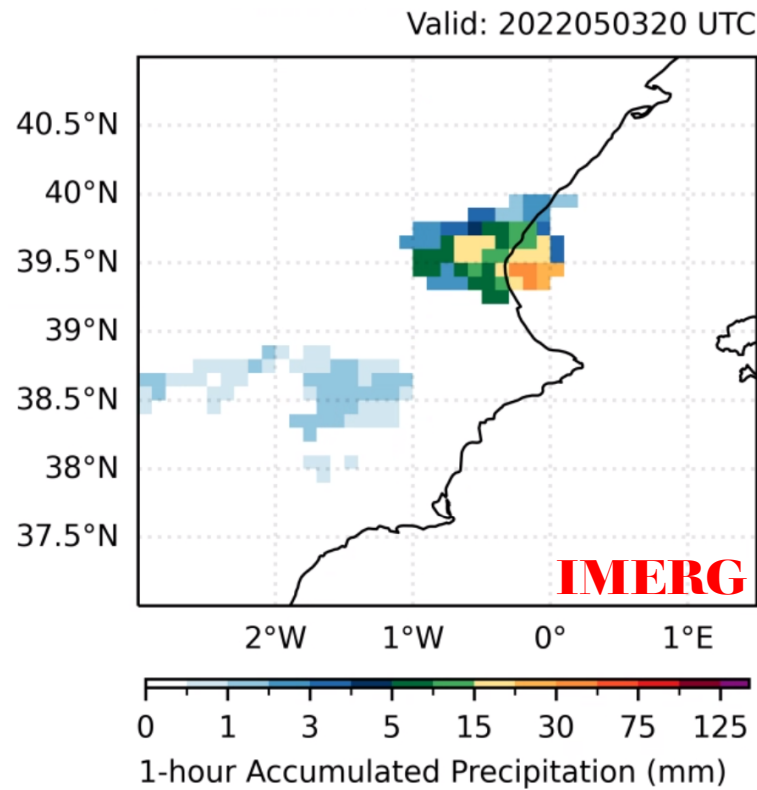 Valid: 2022050320 UTC
40.5°N
40°N
39.5°N
39°N
38.5°N
38°N
37.5°N
IMERG
2°W 1°W 0° 1°E
0 1 3 5 15 30 75 125
1-hour Accumulated Precipitation (mm)